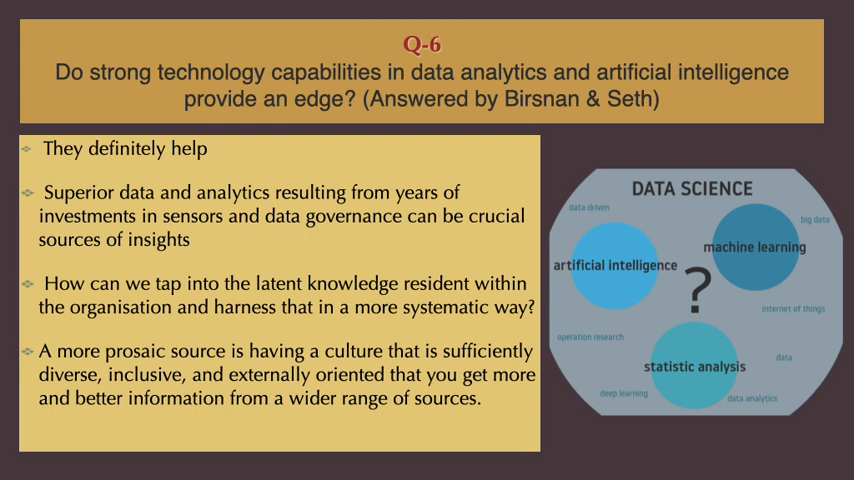 Q-6
Do strong technology capabilities in data analytics and artificial intelligence
provide an edge? (Answered by Birsnan & Seth)
They definitely help
Superior data and analytics resulting from years of
investments in sensors and data governance can be crucial
sources of insights
How can we tap into the latent knowledge resident within
the organisation and harness that in a more systematic way?
A more prosaic source is having a culture that is sufficiently
diverse, inclusive, and externally oriented that you get more
and better information from a wider range of sources.
DATA SCIENCE
data driven
big data
machine learning
artificial intelligence
?
internet of things
operation research
data
statistic analysis
deep learning
data analytics